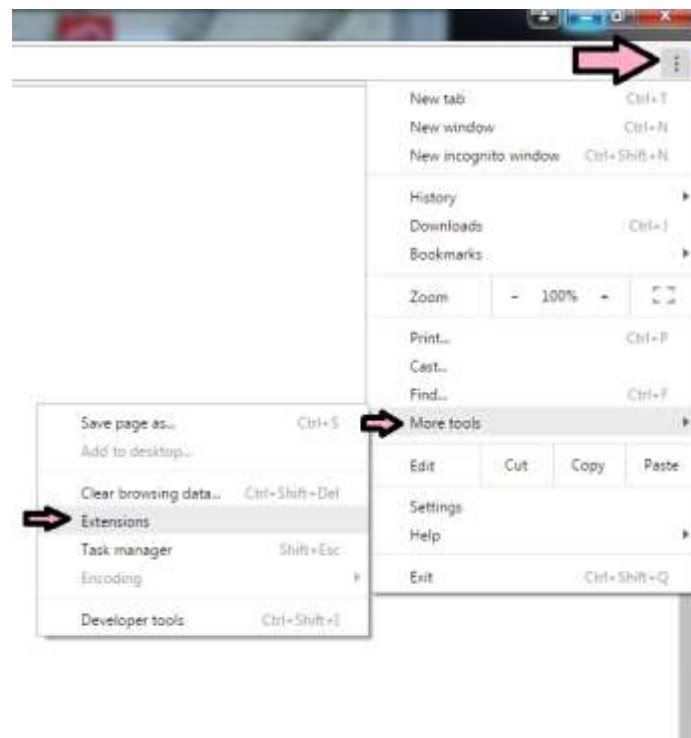 New tab Ctrl+T
New window Ctrl+N
New incognito window Ctrl+Shift+N
History
Downloads Ctrl+J
Bookmarks
Zoom - 100% +
Print... Ctrl+P
Cast...
Find... Ctrl+F
More tools
Edit Cut Copy Paste
Settings
Help
Exit Ctrl+Shift+Q
Save page as... Ctrl+S
Add to desktop...
Clear browsing data... Ctrl+Shift+Del
Extensions
Task manager Shift+Esc
Encoding
Developer tools Ctrl+Shift+I